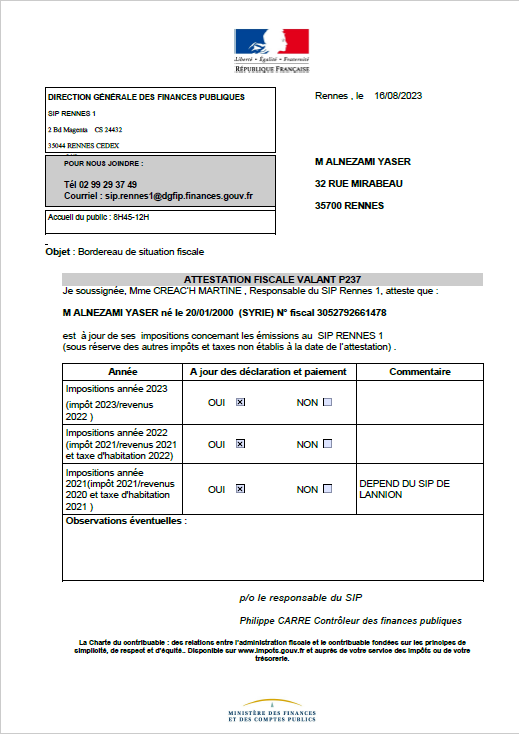 Liberté • Égalité • Fraternité
RÉPUBLIQUE FRANÇAISE
DIRECTION GÉNÉRALE DES FINANCES PUBLIQUES
SIP RENNES 1
2 Bd Magenta CS 24432
35044 RENNES CEDEX
POUR NOUS JOINDRE :
Tél 02 99 29 37 49
Courriel : sip.rennes1@dgfip.finances.gouv.fr
Accueil du public : 8H45-12H
Rennes , le 16/08/2023
M ALNEZAMI YASER
32 RUE MIRABEAU
35700 RENNES
Objet : Bordereau de situation fiscale
ATTESTATION FISCALE VALANT P237
Je soussignée, Mme CREAC'H MARTINE , Responsable du SIP Rennes 1, atteste que :
M ALNEZAMI YASER né le 20/01/2000 (SYRIE) N° fiscal 3052792661478
est à jour de ses impositions concernant les émissions au SIP RENNES 1
(sous réserve des autres impôts et taxes non établis à la date de l'attestation) .
Année A jour des déclaration et paiement Commentaire
Impositions année 2023
(impôt 2023/revenus
2022 )
OUI NON
Impositions année 2022
(impôt 2021/revenus 2021
et taxe d'habitation 2022)
OUI NON
Impositions année
2021(impôt 2021/revenus
2020 et taxe d'habitation
2021 )
OUI NON
DEPEND DU SIP DE
LANNION
Observations éventuelles :
p/o le responsable du SIP
Philippe CARRE Contrôleur des finances publiques
La Charte du contribuable : des relations entre l'administration fiscale et le contribuable fondées sur les principes de
simplicité, de respect et d'équité.. Disponible sur www.impots.gouv.fr et auprès de votre service des impôts ou de votre
trésorerie.
MINISTÈRE DES FINANCES
ET DES COMPTES PUBLICS